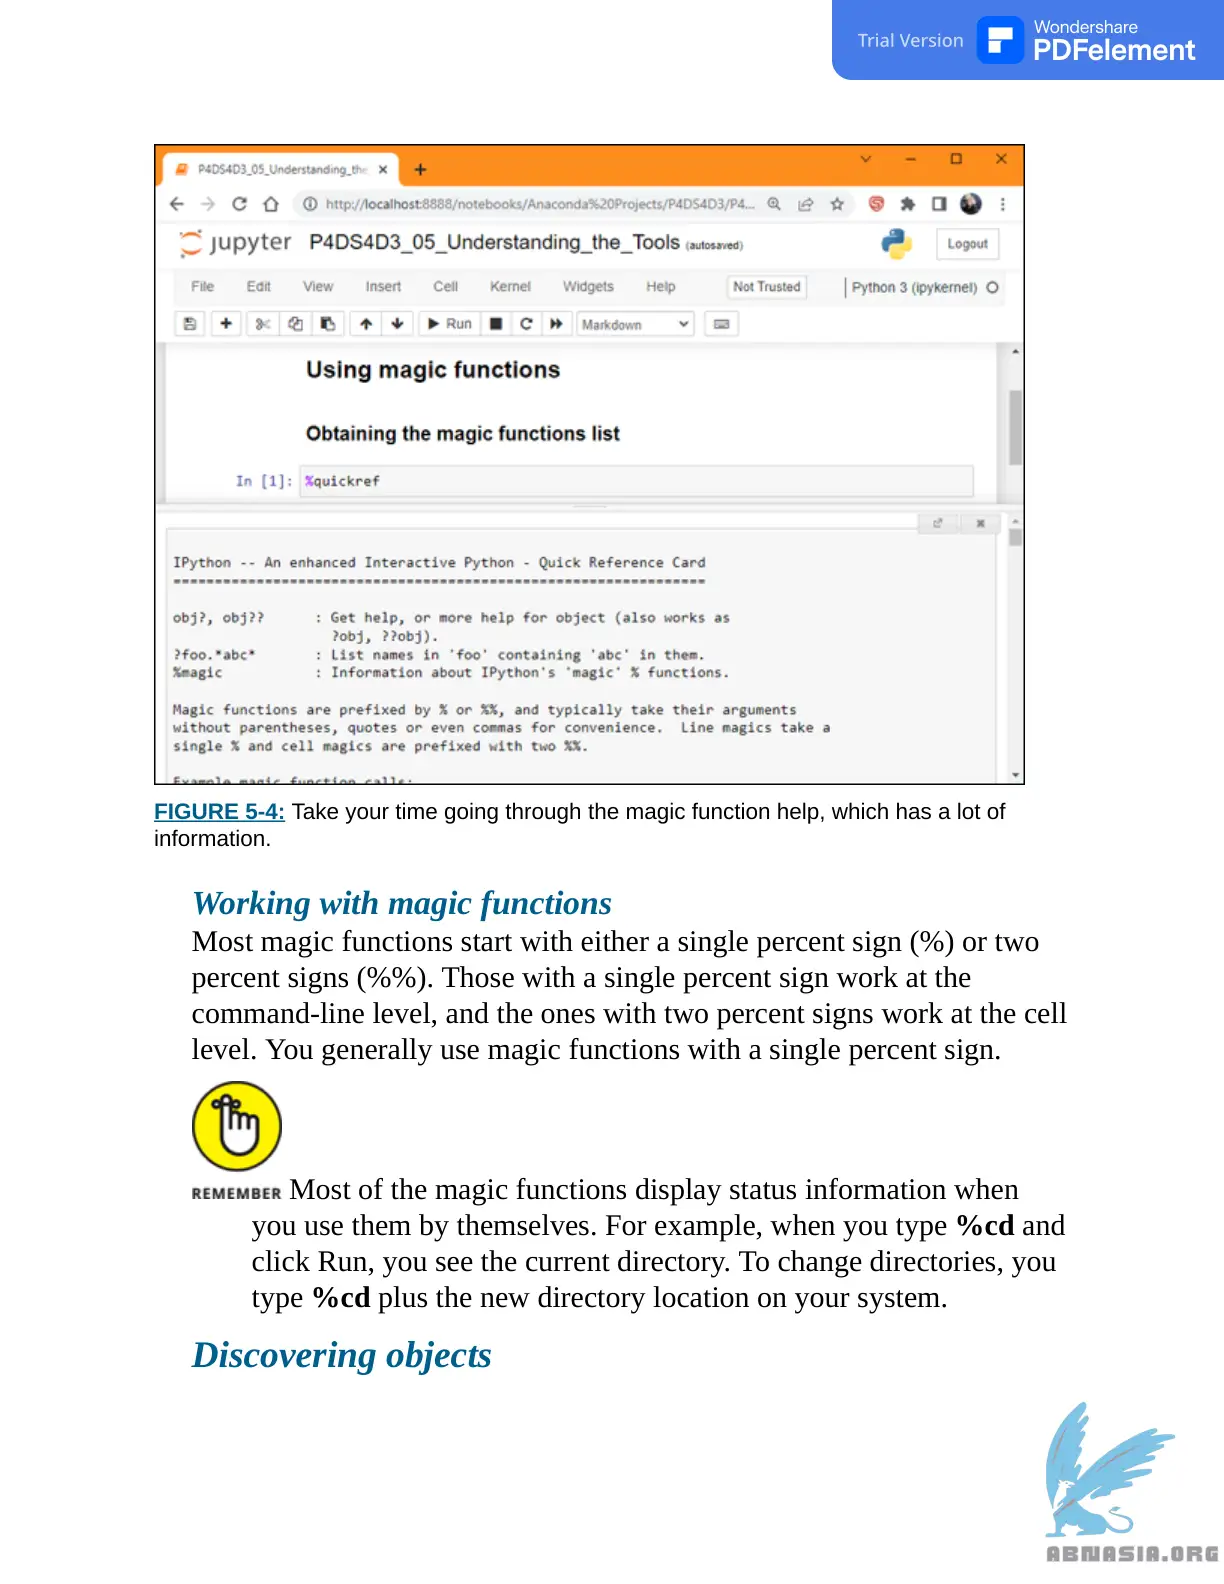 Trial Version
Wondershare
PDFelement
P4DS4D3_05_Understanding_the
http://localhost:8888/notebooks/Anaconda%20Projects/P4DS4D3/P4...
jupyter P4DS4D3_05_Understanding_the_Tools (autosaved) Logout
File Edit View Insert Cell Kernel Widgets Help Not Trusted Python 3 (ipykernel)
Run Markdown
Using magic functions
Obtaining the magic functions list
In [1]: %quickref
IPython -- An enhanced Interactive Python - Quick Reference Card
================================================================
obj?, obj??      : Get help, or more help for object (also works as
?obj, ??obj).
?foo.*abc*       : List names in 'foo' containing 'abc' in them.
%magic           : Information about IPython's 'magic' % functions.
Magic functions are prefixed by % or %%, and typically take their arguments
without parentheses, quotes or even commas for convenience.  Line magics take a
single % and cell magics are prefixed with two %%.
Example magic function calls:
FIGURE 5-4: Take your time going through the magic function help, which has a lot of
information.
Working with magic functions
Most magic functions start with either a single percent sign (%) or two
percent signs (%%). Those with a single percent sign work at the
command-line level, and the ones with two percent signs work at the cell
level. You generally use magic functions with a single percent sign.
REMEMBER Most of the magic functions display status information when
you use them by themselves. For example, when you type %cd and
click Run, you see the current directory. To change directories, you
type %cd plus the new directory location on your system.
Discovering objects
ABNASIA.ORG